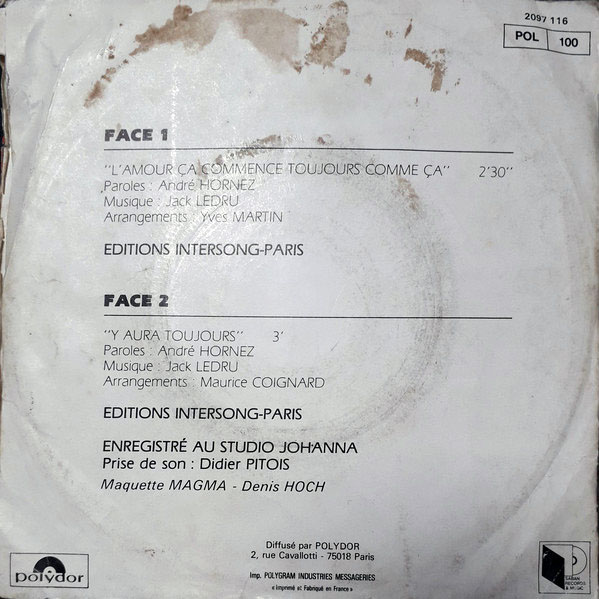 2097 116
POL 100
FACE 1
"L'AMOUR ÇA COMMENCE TOUJOURS COMME ÇA" 2'30"
Paroles : André HORNEZ
Musique : Jack LEDRU
Arrangements : Yves MARTIN
EDITIONS INTERSONG-PARIS
FACE 2
"Y AURA TOUJOURS" 3'
Paroles : André HORNEZ
Musique : Jack LEDRU
Arrangements : Maurice COIGNARD
EDITIONS INTERSONG-PARIS
ENREGISTRÉ AU STUDIO JOHANNA
Prise de son : Didier PITOIS
Maquette MAGMA - Denis HOCH
Diffusé par POLYDOR
2, rue Cavallotti - 75018 Paris
Imp. POLYGRAM INDUSTRIES MESSAGERIES
« Imprimé et Fabriqué en France »
polydor
SABAN
RECORDS
& MUSIC